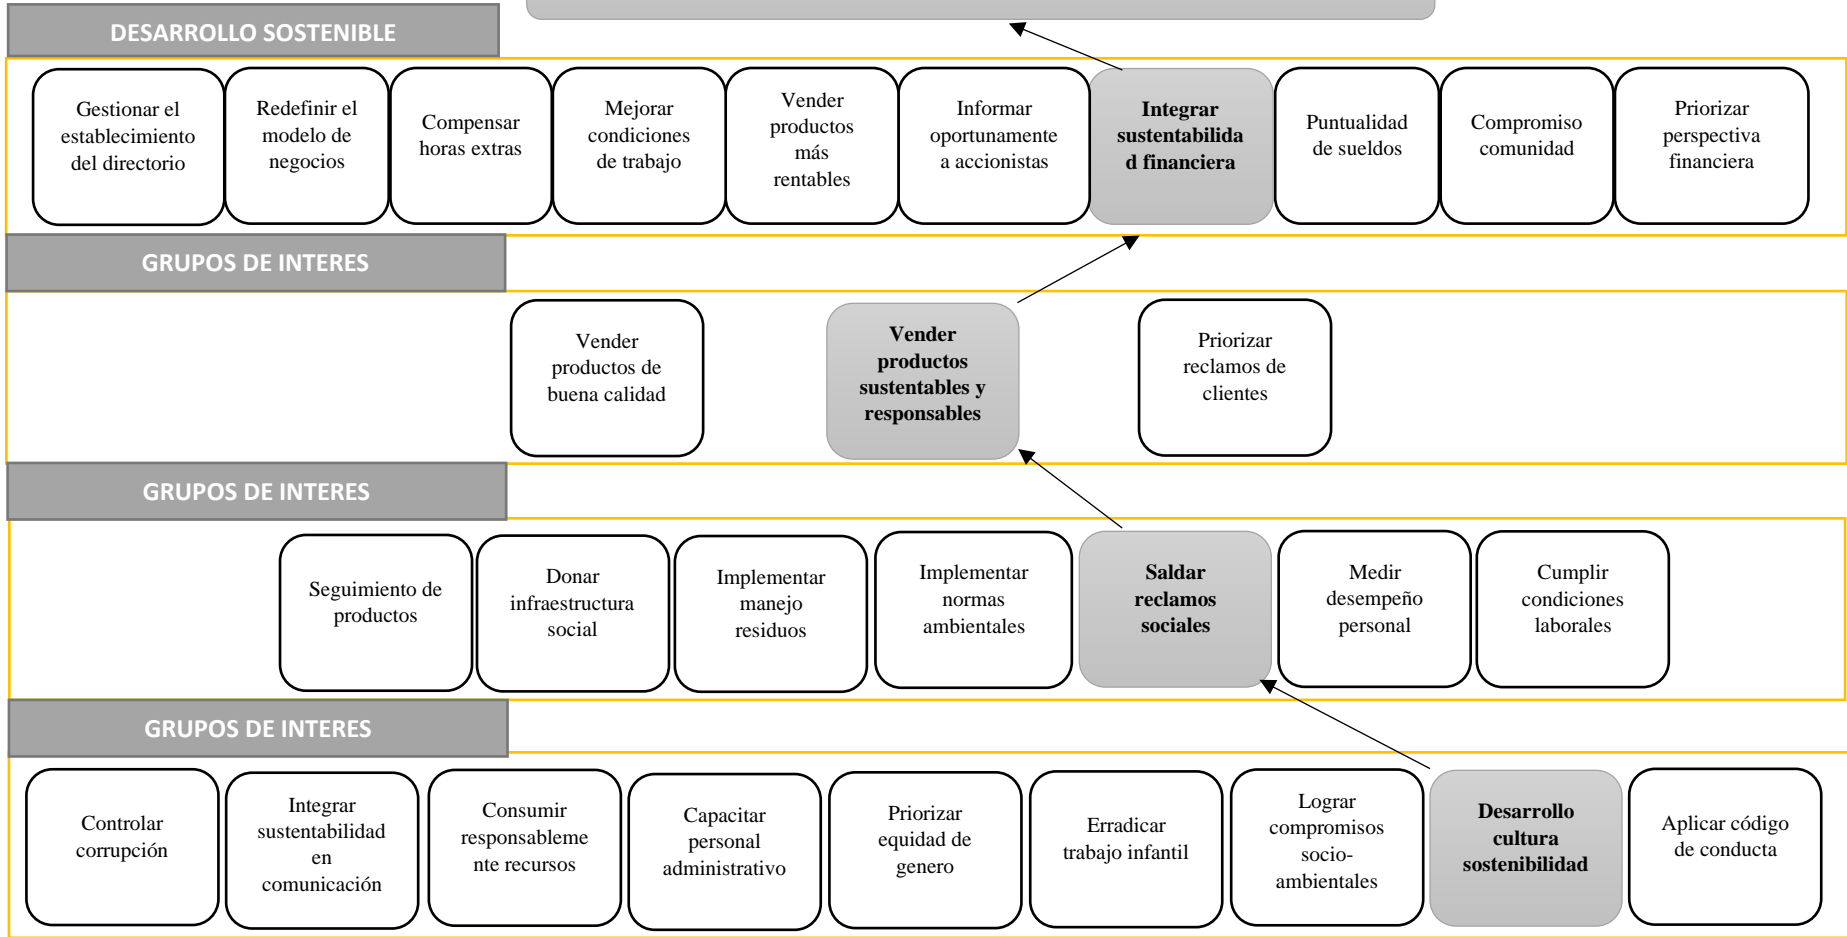 DESARROLLO SOSTENIBLE
Gestionar el
establecimiento
del directorio
Redefinir el
modelo de
negocios
Compensar
horas extras
Mejorar
condiciones
de trabajo
Vender
productos
más
rentables
Informar
oportunamente
a accionistas
Integrar
sustentabilida
d financiera
Puntualidad
de sueldos
Compromiso
comunidad
Priorizar
perspectiva
financiera
GRUPOS DE INTERES
Vender
productos de
buena calidad
Vender
productos
sustentables y
responsables
Priorizar
reclamos de
clientes
GRUPOS DE INTERES
Seguimiento de
productos
Donar
infraestructura
social
Implementar
manejo
residuos
Implementar
normas
ambientales
Saldar
reclamos
sociales
Medir
desempeño
personal
Cumplir
condiciones
laborales
GRUPOS DE INTERES
Controlar
corrupción
Integrar
sustentabilidad
en
comunicación
Consumir
responsableme
nte recursos
Capacitar
personal
administrativo
Priorizar
equidad de
genero
Erradicar
trabajo infantil
Lograr
compromisos
socio-
ambientales
Desarrollo
cultura
sostenibilidad
Aplicar código
de conducta